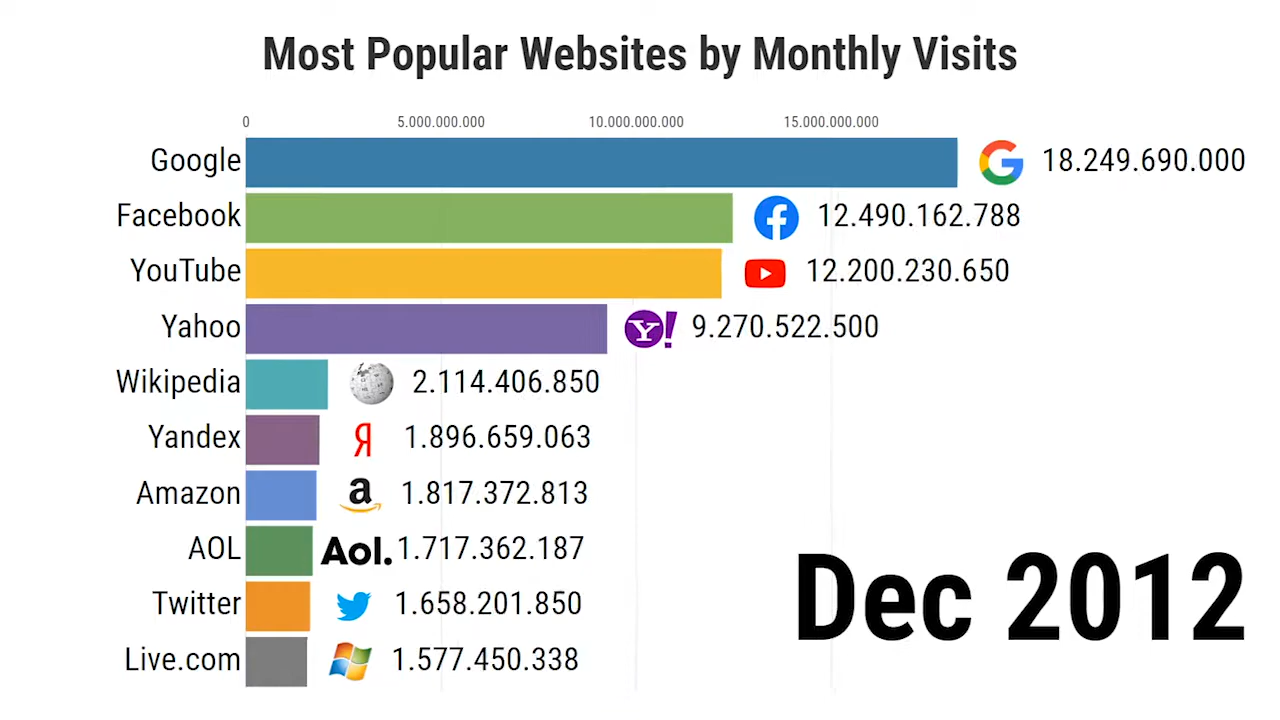 Most Popular Websites by Monthly Visits
0 5.000.000.000 10.000.000.000 15.000.000.000
Google 18.249.690.000
Facebook 12.490.162.788
YouTube 12.200.230.650
Yahoo Y! 9.270.522.500
Wikipedia 2.114.406.850
Yandex Я 1.896.659.063
Amazon a 1.817.372.813
AOL Aol. 1.717.362.187
Twitter 1.658.201.850
Live.com 1.577.450.338
Dec 2012